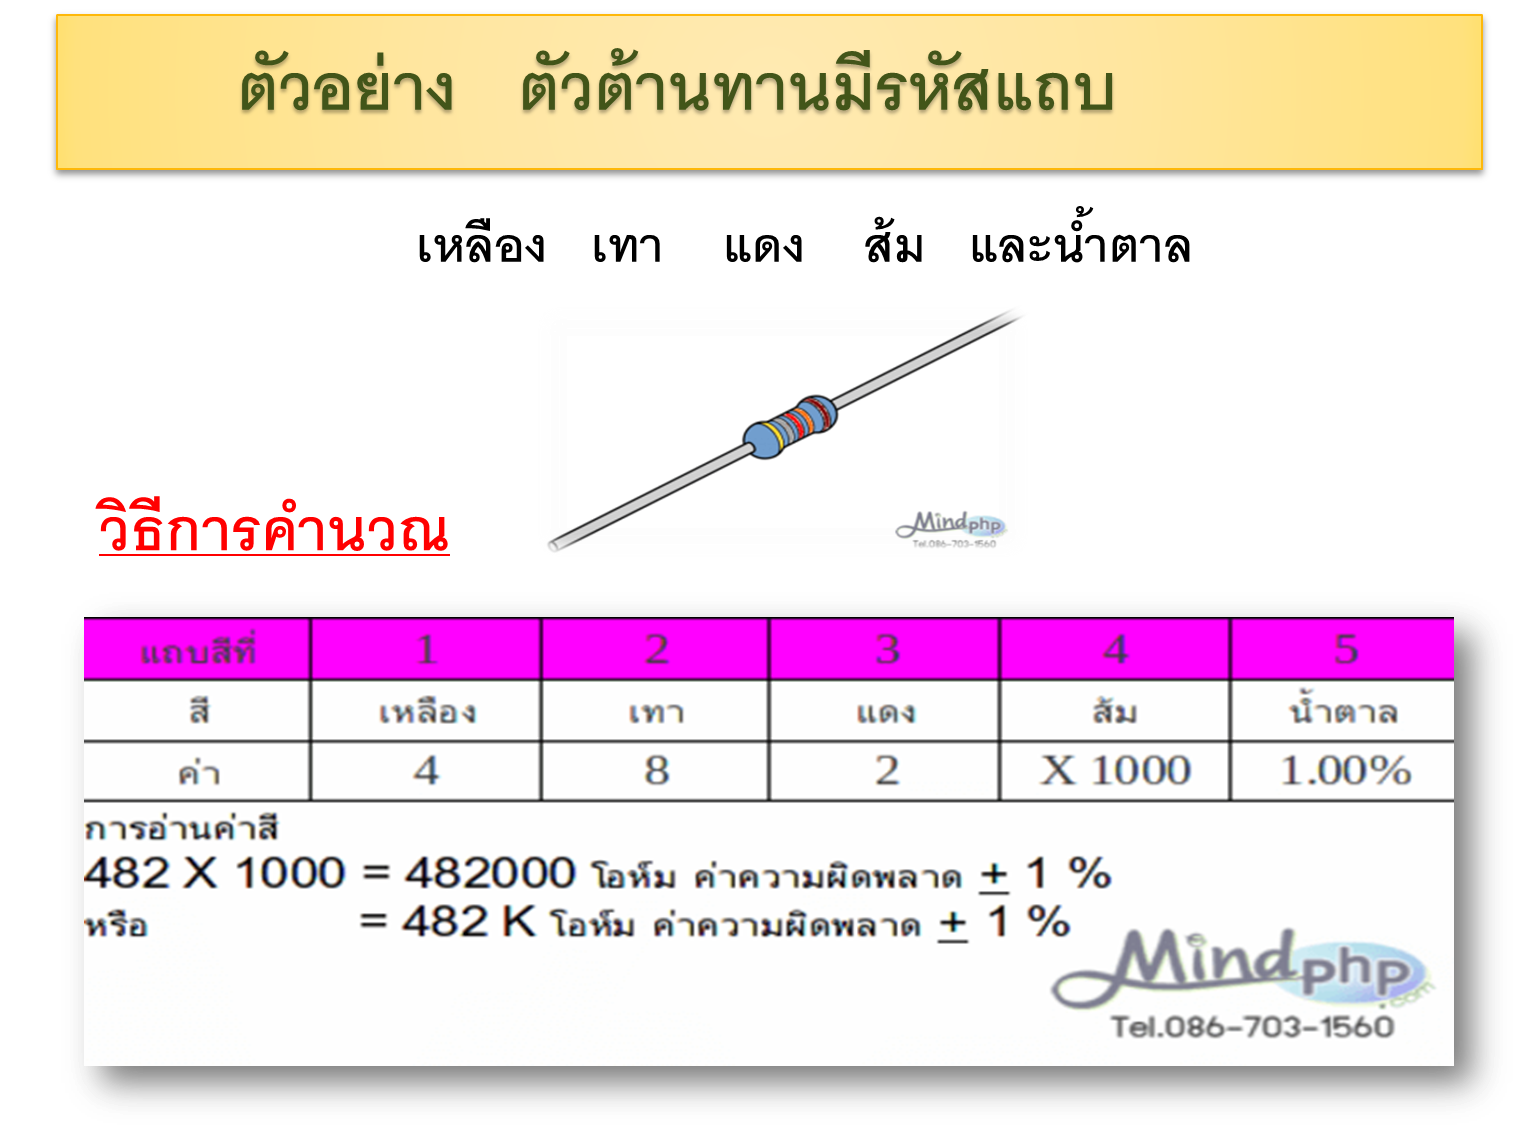 ตัวอย่าง ตัวต้านทานมีรหัสแถบ
เหลือง เทา แดง ส้ม และน้ำตาล
Mindphp
Tel.086-703-1560
วิธีการคำนวณ
แถบสีที่ 1 2 3 4 5
สี เหลือง เทา แดง ส้ม น้ำตาล
ค่า 4 8 2 X 1000 1.00%
การอ่านค่าสี
482 X 1000 = 482000 โอห์ม ค่าความผิดพลาด ± 1 %
หรือ = 482 K โอห์ม ค่าความผิดพลาด ± 1 %
Mindphp.com
Tel.086-703-1560